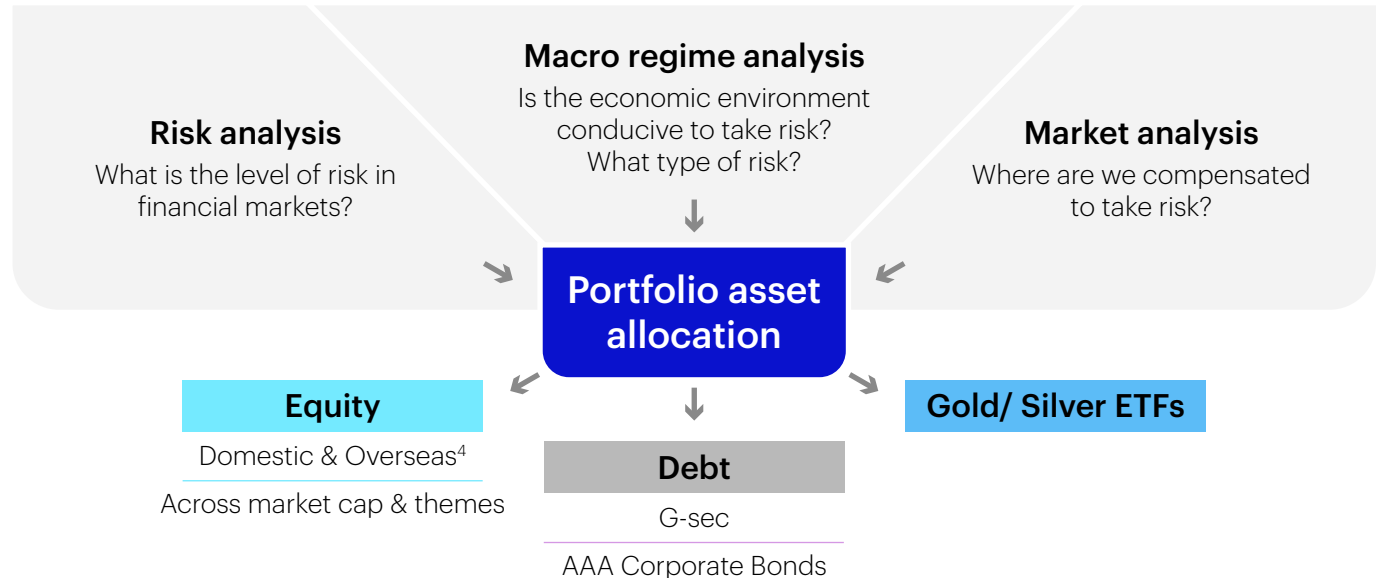 Macro regime analysis
Is the economic environment
conducive to take risk?
What type of risk?
Risk analysis
What is the level of risk in
financial markets?
Market analysis
Where are we compensated
to take risk?
Portfolio asset
allocation
Equity
Domestic & Overseas⁴
Across market cap & themes
Debt
G-sec
AAA Corporate Bonds
Gold/ Silver ETFs